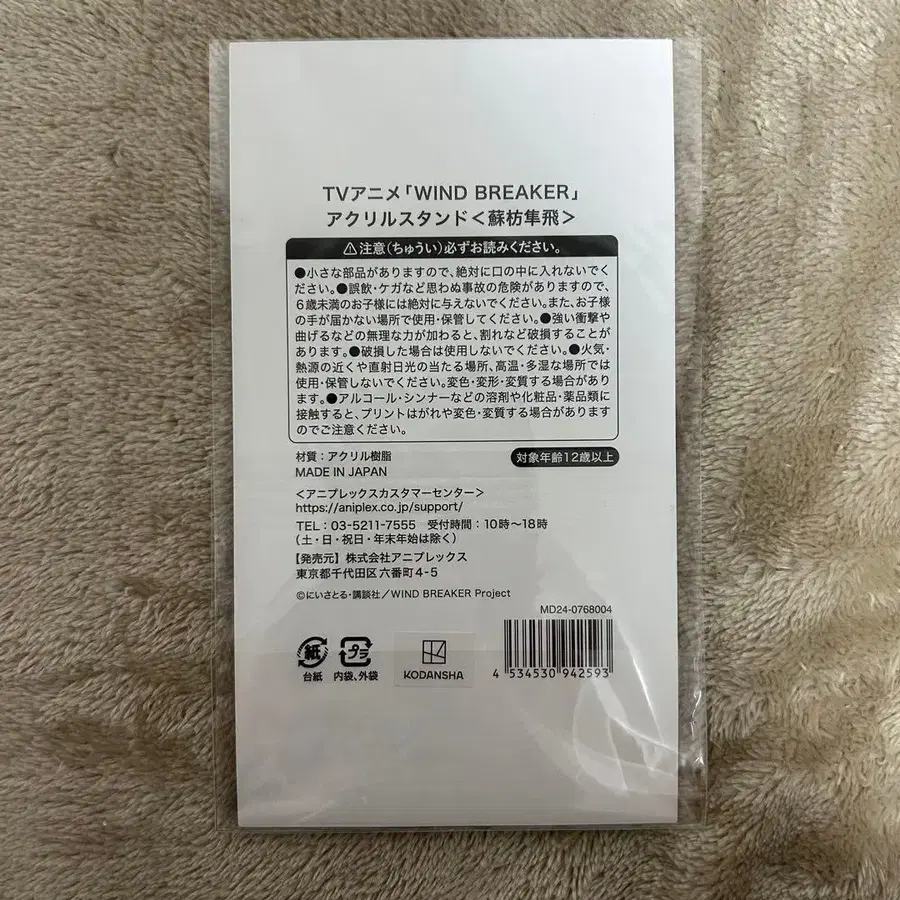 TVアニメ「WIND BREAKER」
アクリルスタンド＜蘇枋隼飛＞
⚠注意（ちゅうい）必ずお読みください。
●小さな部品がありますので、絶対に口の中に入れないでく
ださい。●誤飲・ケガなど思わぬ事故の危険がありますので、
6歳未満のお子様には絶対に与えないでください。また、お子様
の手が届かない場所で使用・保管してください。●強い衝撃や
曲げるなどの無理な力が加わると、割れなど破損することが
あります。●破損した場合は使用しないでください。●火気・
熱源の近くや直射日光の当たる場所、高温・多湿な場所では
使用・保管しないでください。変色・変形・変質する場合があり
ます。●アルコール・シンナーなどの溶剤や化粧品・薬品類に
接触すると、プリントはがれや変色・変質する場合があります
のでご注意ください。
材質：アクリル樹脂
対象年齢12歳以上
MADE IN JAPAN
＜アニプレックスカスタマーセンター＞
https://aniplex.co.jp/support/
TEL：03-5211-7555 受付時間：10時〜18時
（土・日・祝日・年末年始は除く）
【発売元】株式会社アニプレックス
東京都千代田区六番町4-5
©にいさとる・講談社／WIND BREAKER Project
MD24-0768004
紙
台紙
プラ
内袋、外袋
KODANSHA
4 534530 942593